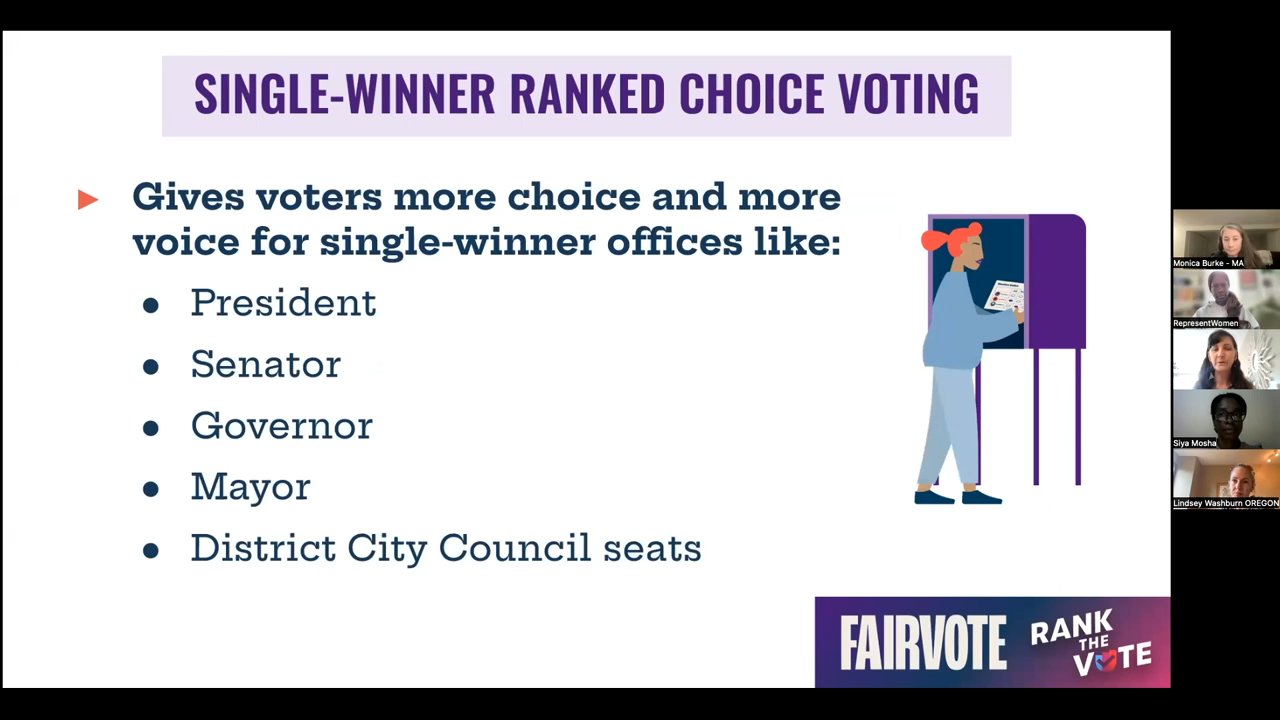 SINGLE-WINNER RANKED CHOICE VOTING
Gives voters more choice and more
voice for single-winner offices like:
President
Senator
Governor
Mayor
District City Council seats
FAIRVOTE
RANK
THE
VOTE
Monica Burke - MA
RepresentWomen
Siya Mosha
Lindsey Washburn OREGON